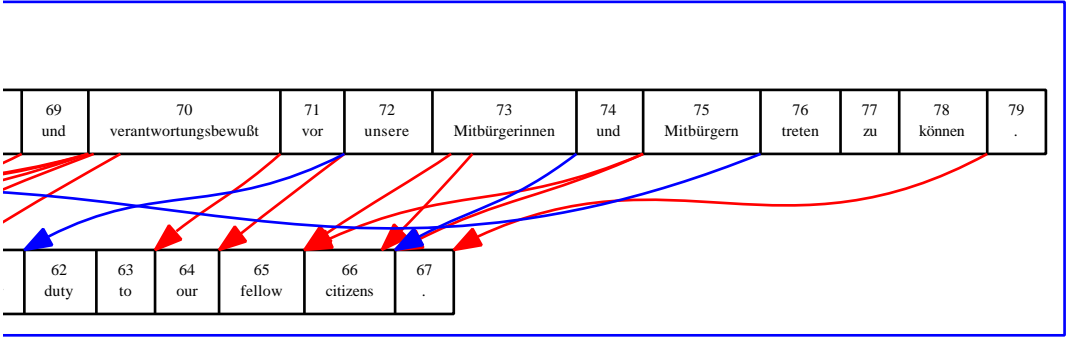 69 70 71 72 73 74 75 76 77 78 79
und verantwortungsbewußt vor unsere Mitbürgerinnen und Mitbürgern treten zu können .
62 63 64 65 66 67
duty to our fellow citizens .